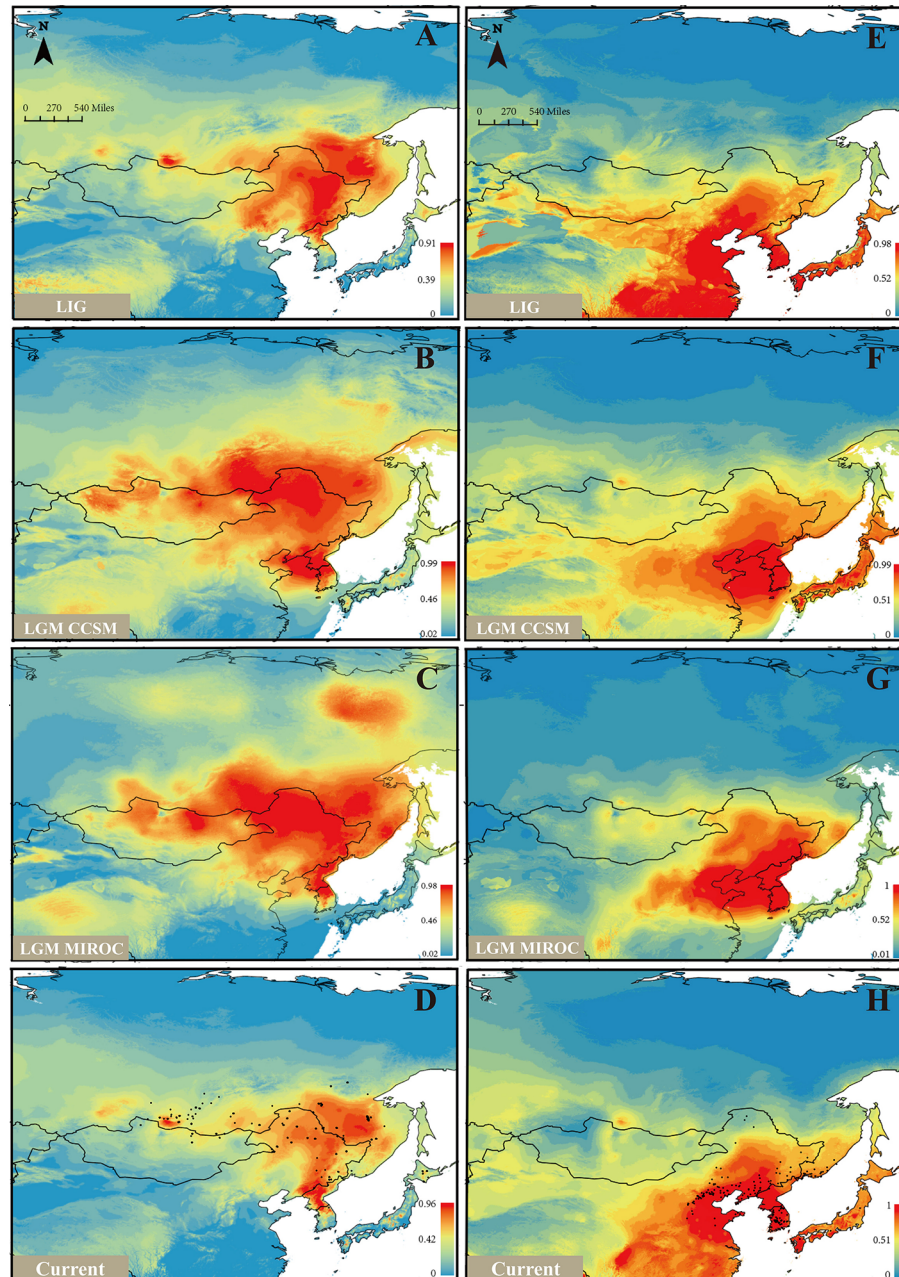 N
A
0 270 540 Miles
0.91
0.39
0
LIG
N
E
0 270 540 Miles
0.98
0.52
0
LIG
B
0.99
0.46
0.02
LGM CCSM
F
0.99
0.51
0
LGM CCSM
C
0.98
0.46
0.02
LGM MIROC
G
1
0.52
0.01
LGM MIROC
D
0.96
0.42
0
Current
H
1
0.51
0
Current